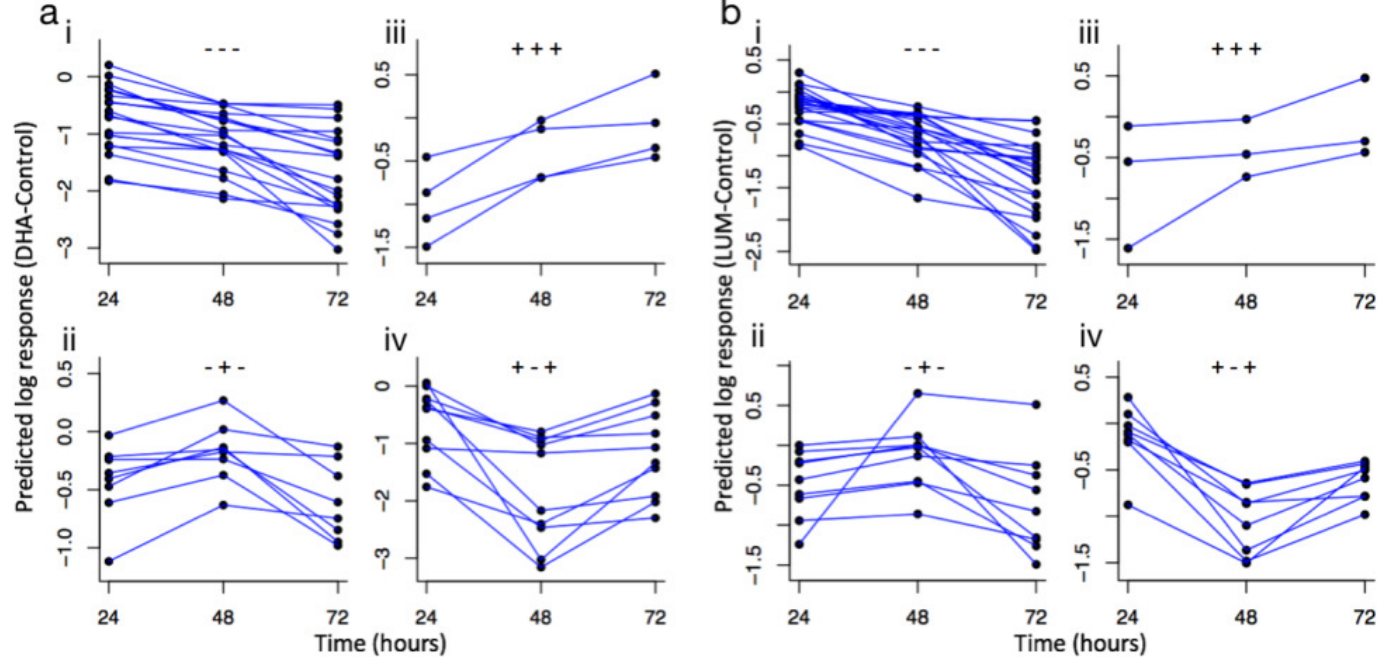 a
b
i
- - -
iii
+ + +
i
- - -
iii
+ + +
Predicted log response (DHA-Control)
0
−1
−2
−3
0.5
−0.5
−1.5
Predicted log response (LUM-Control)
0.5
−0.5
−1.5
−2.5
0.5
−0.5
−1.5
24 48 72
24 48 72
24 48 72
24 48 72
ii
- + -
iv
+ - +
ii
- + -
iv
+ - +
0.5
0.0
−0.5
−1.0
0
−1
−2
−3
0.5
−0.5
−1.5
0.5
−0.5
−1.5
24 48 72
24 48 72
24 48 72
24 48 72
Time (hours)
Time (hours)